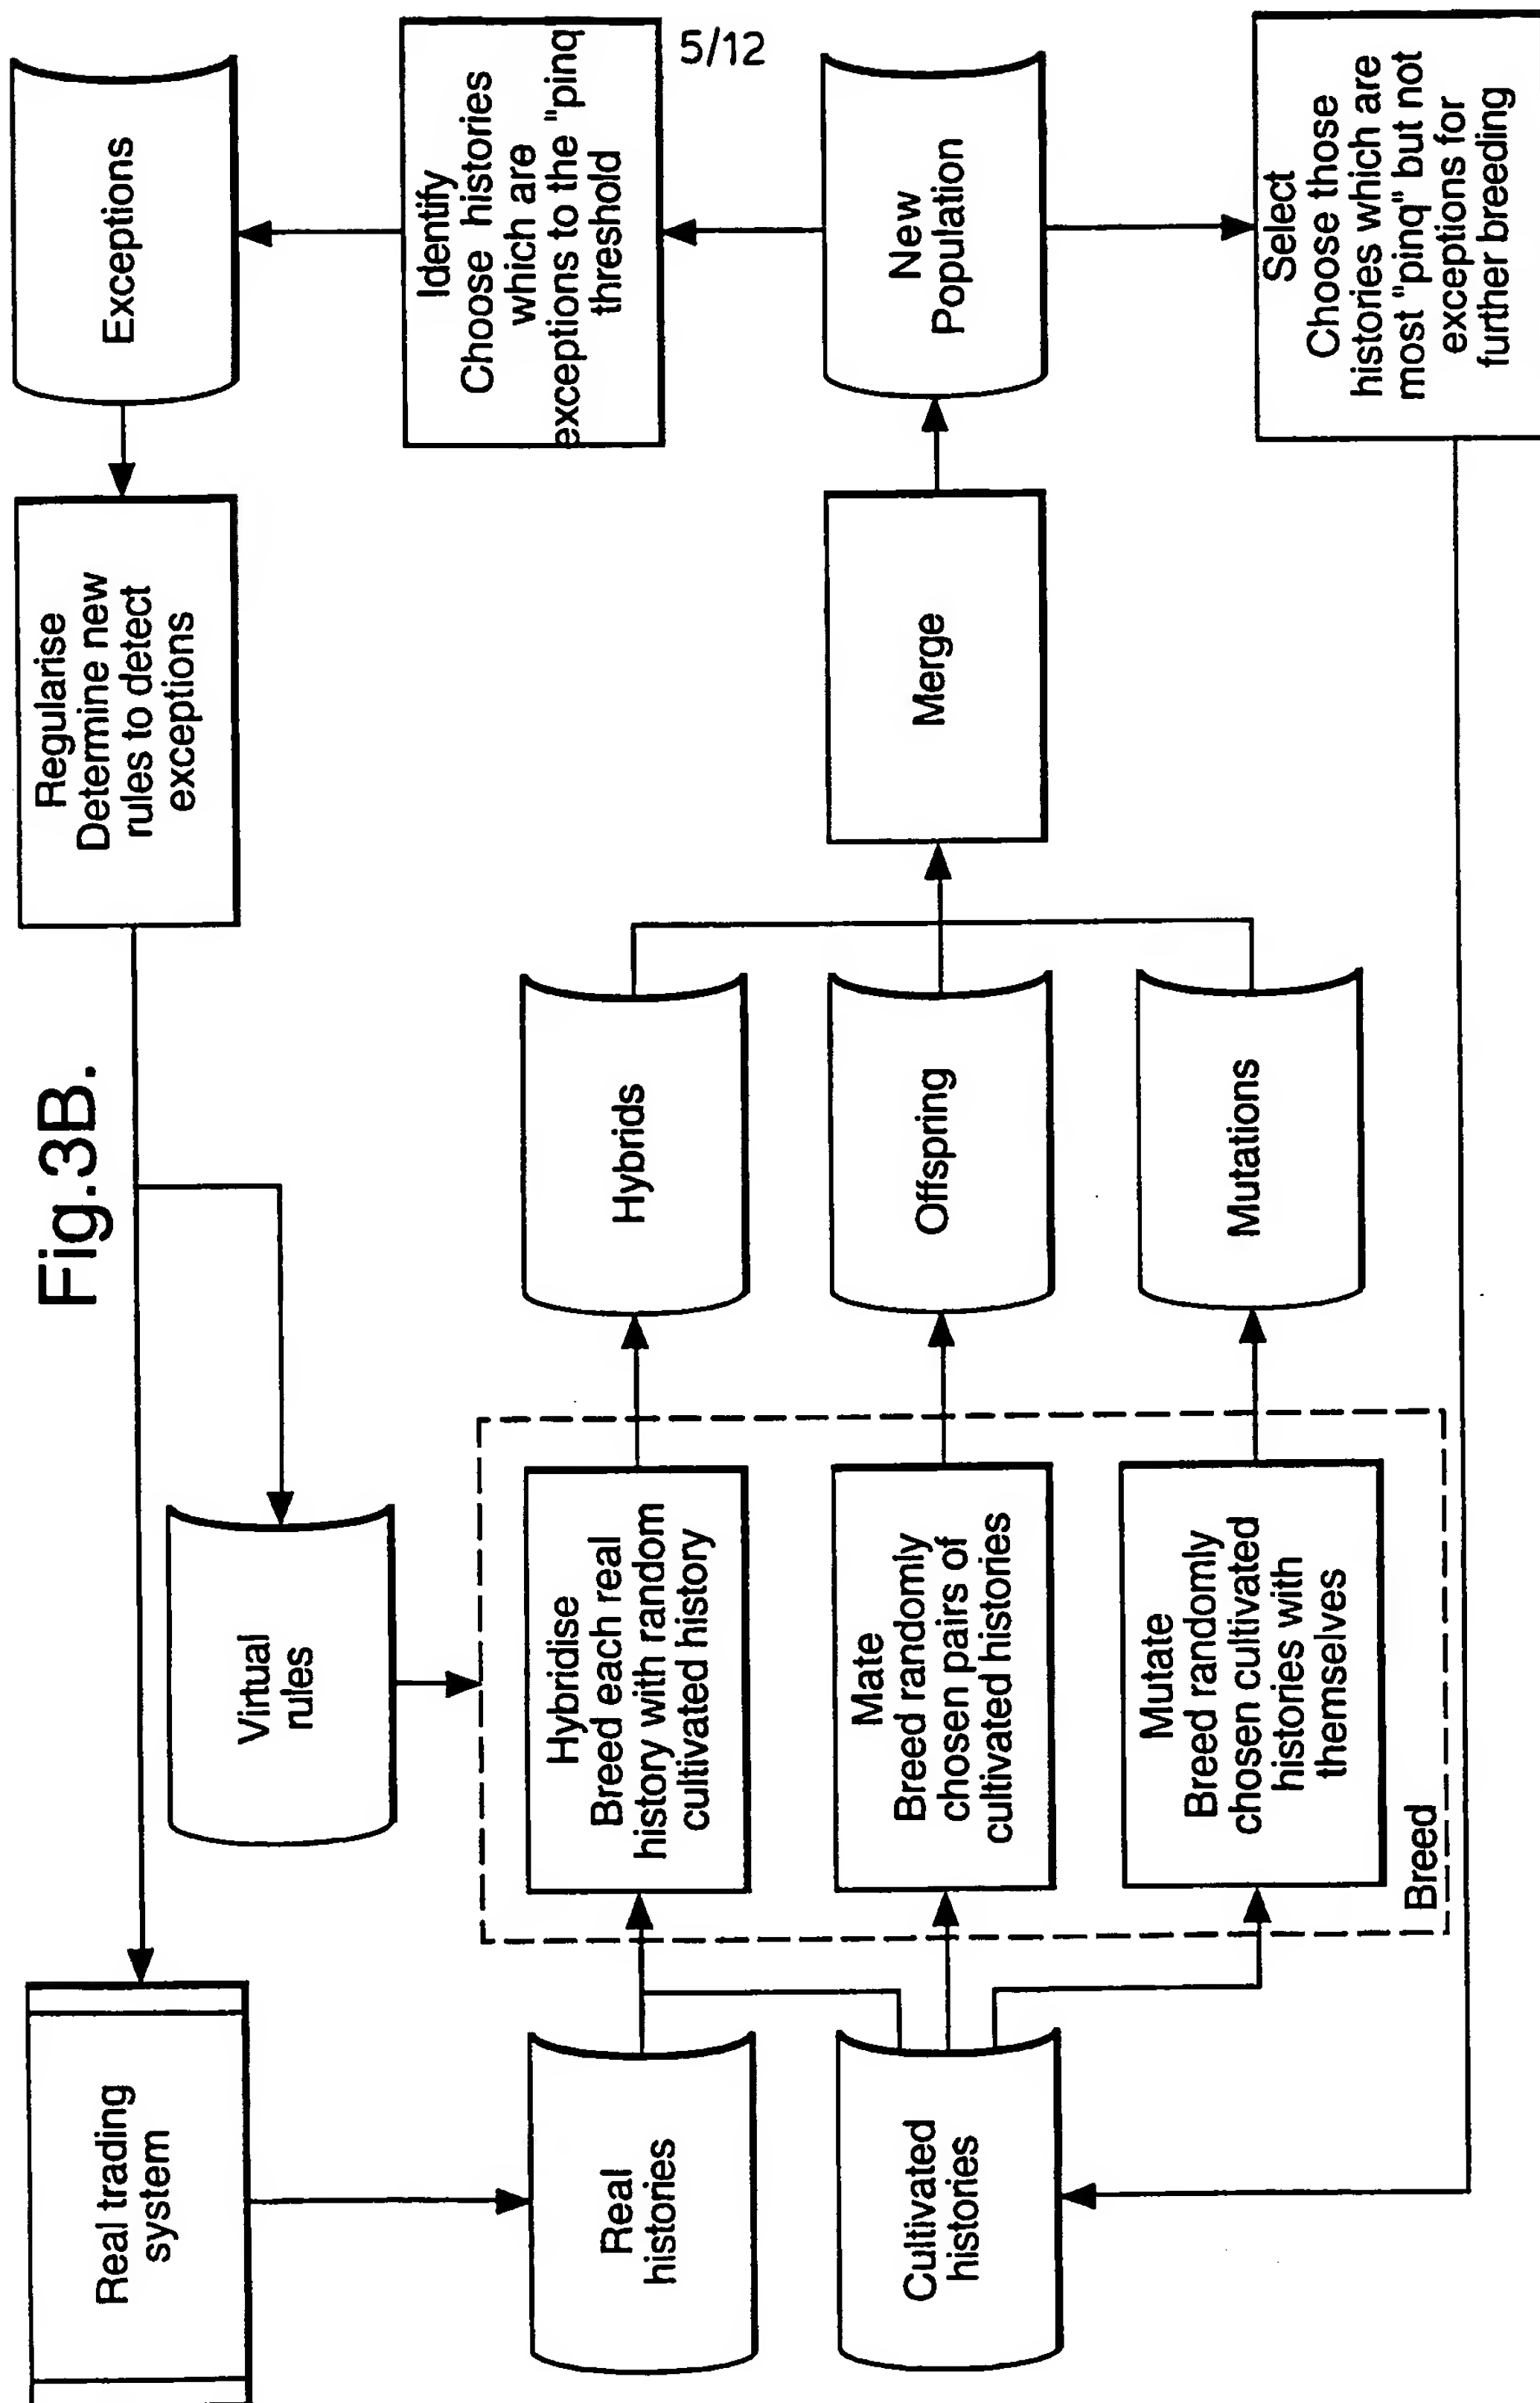 5/12
Fig.3B.
Real trading
system
Regularise
Determine new
rules to detect
exceptions
Exceptions
Virtual
rules
Identify
Choose histories
which are
exceptions to the "pinq
threshold
Real
histories
Hybridise
Breed each real
history with random
cultivated history
Hybrids
Cultivated
histories
Mate
Breed randomly
chosen pairs of
cultivated histories
Offspring
Merge
New
Population
Mutate
Breed randomly
chosen cultivated
histories with
themselves
Breed
Mutations
Select
Choose those
histories which are
most "pinq" but not
exceptions for
further breeding